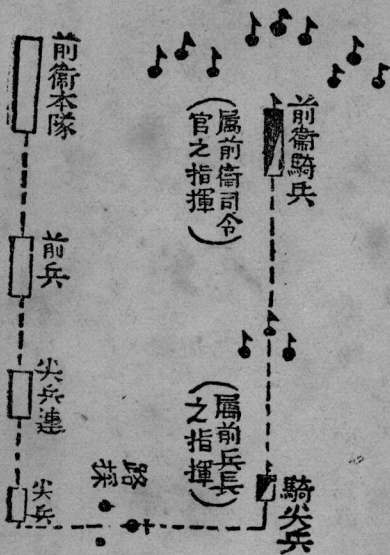 前衛騎兵
（屬前衛司令
官之指揮）
（屬前兵長
之指揮）
騎尖兵
前衛本隊
前兵
尖兵連
尖兵
路探